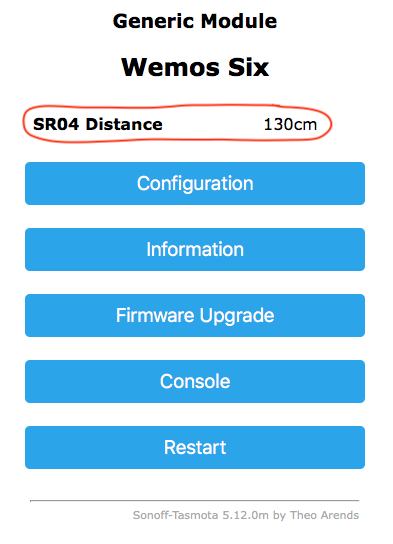 Generic Module
Wemos Six
SR04 Distance 130cm
Configuration
Information
Firmware Upgrade
Console
Restart
Sonoff-Tasmota 5.12.0m by Theo Arends